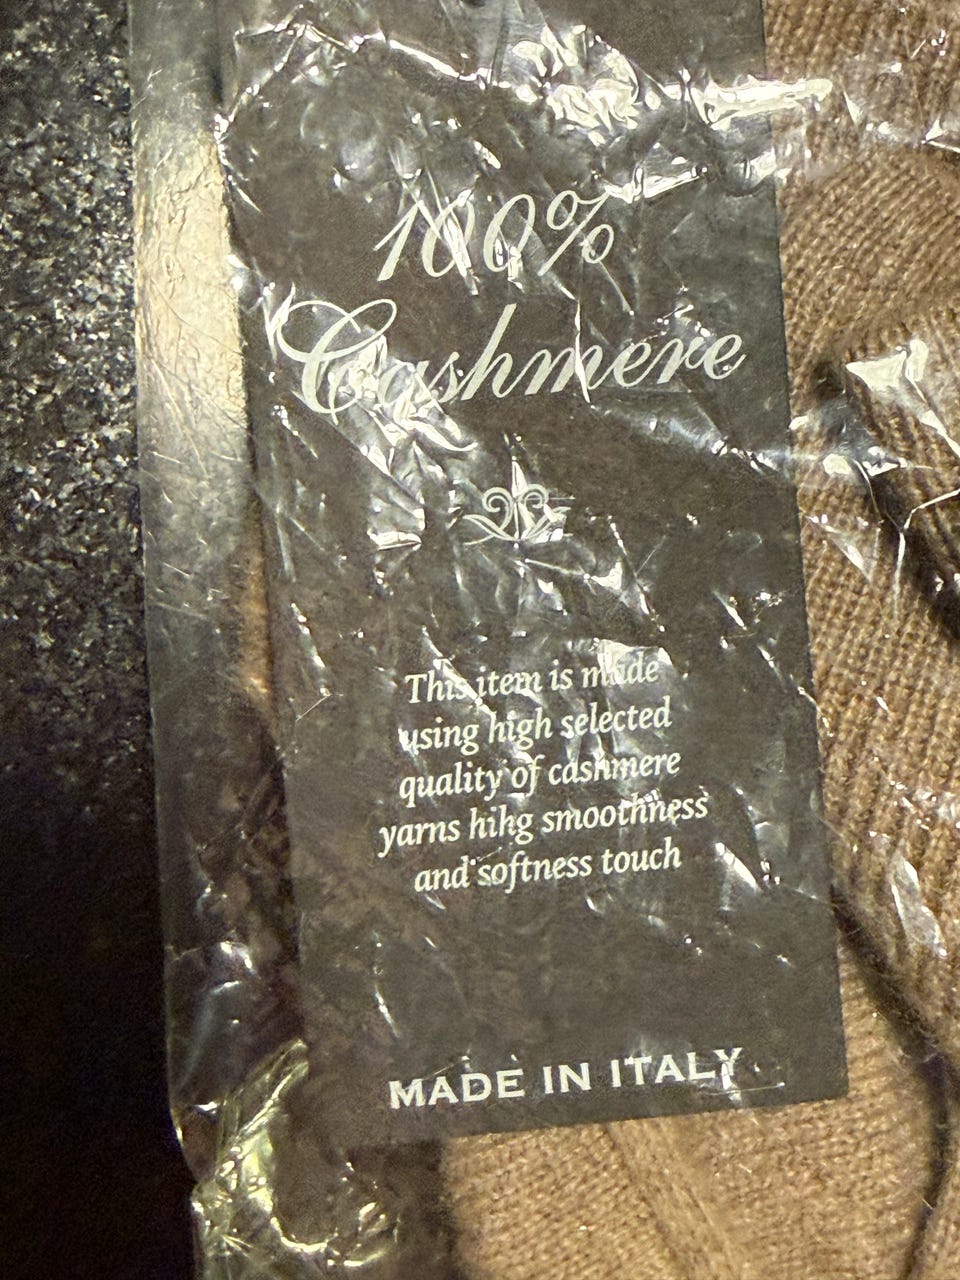 100%
Cashmere
This item is made
using high selected
quality of cashmere
yarns hihg smoothness
and softness touch
MADE IN ITALY